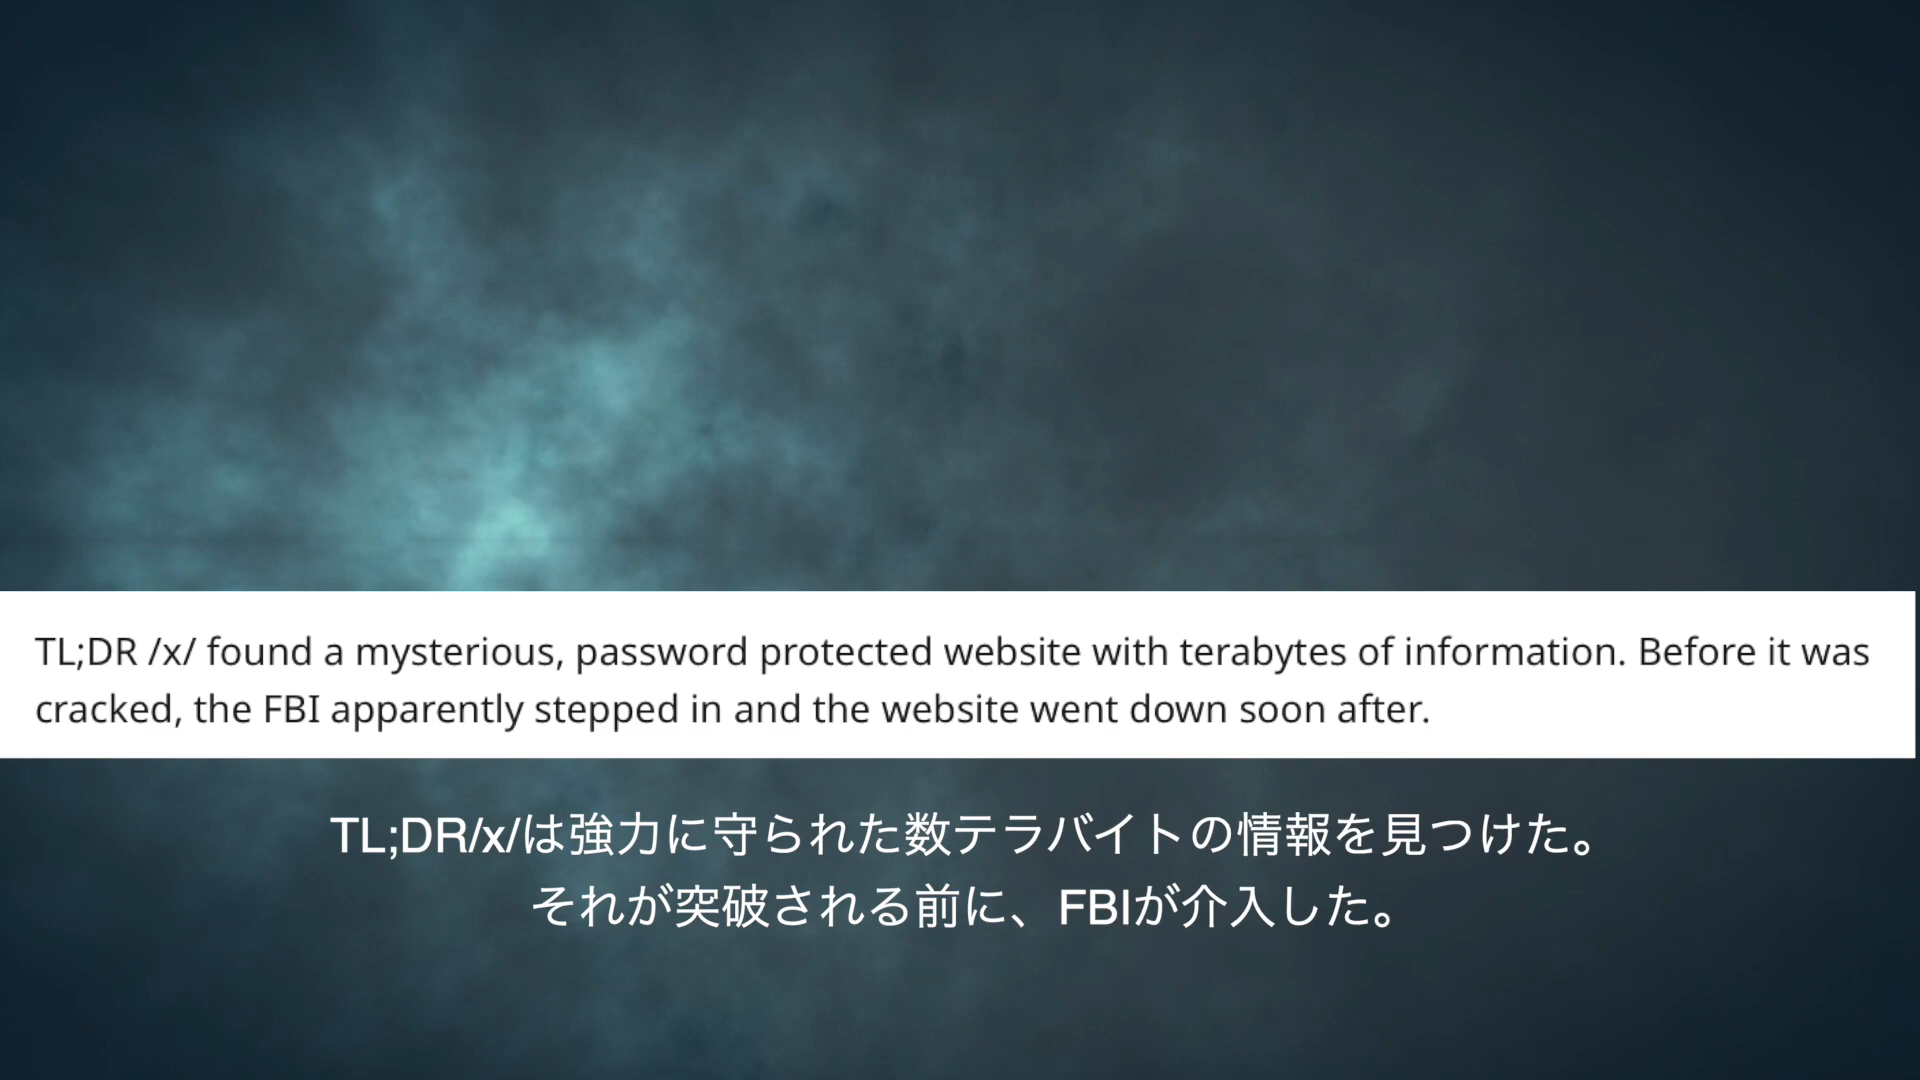 TL;DR /x/ found a mysterious, password protected website with terabytes of information. Before it was
cracked, the FBI apparently stepped in and the website went down soon after.
TL;DR/x/は強力に守られた数テラバイトの情報を見つけた。
それが突破される前に、FBIが介入した。